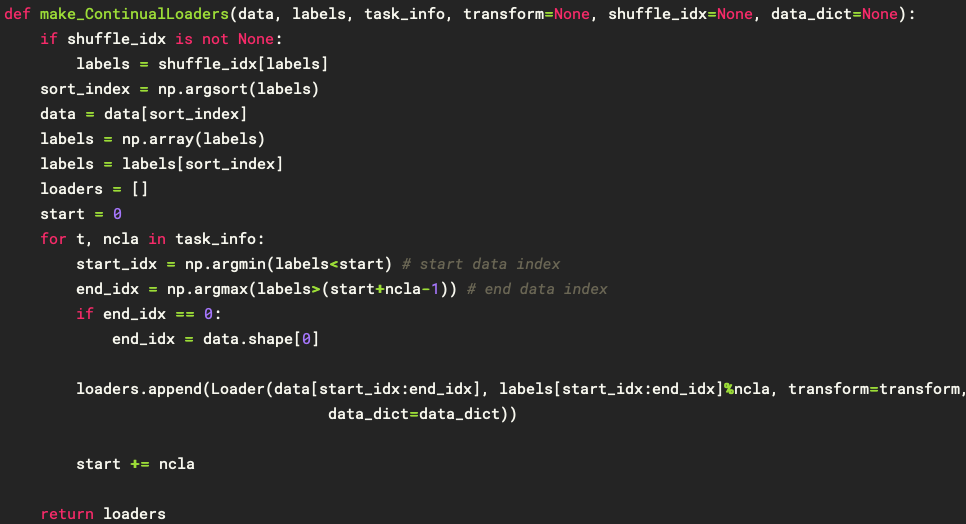 def make_ContinualLoaders(data, labels, task_info, transform=None, shuffle_idx=None, data_dict=None):
    if shuffle_idx is not None:
        labels = shuffle_idx[labels]
    sort_index = np.argsort(labels)
    data = data[sort_index]
    labels = np.array(labels)
    labels = labels[sort_index]
    loaders = []
    start = 0
    for t, ncla in task_info:
        start_idx = np.argmin(labels<start) # start data index
        end_idx = np.argmax(labels>(start+ncla-1)) # end data index
        if end_idx == 0:
            end_idx = data.shape[0]
        loaders.append(Loader(data[start_idx:end_idx], labels[start_idx:end_idx]%ncla, transform=transform,
                                    data_dict=data_dict))
        start += ncla
    return loaders